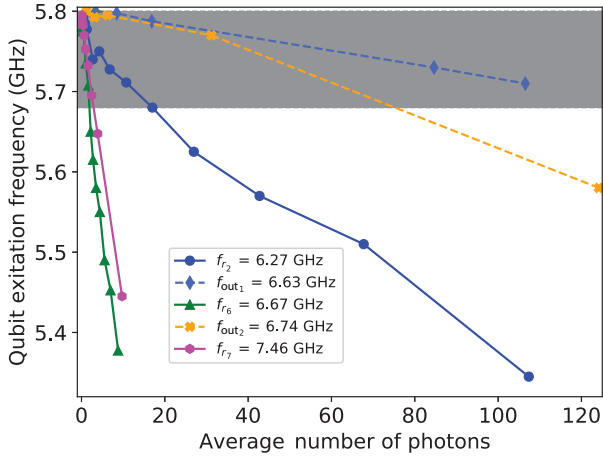 5.8
5.7
5.6
5.5
5.4
Qubit exitation frequency (GHz)
f_{r_2} = 6.27 GHz
f_{out_1} = 6.63 GHz
f_{r_6} = 6.67 GHz
f_{out_2} = 6.74 GHz
f_{r_7} = 7.46 GHz
0 20 40 60 80 100 120
Average number of photons